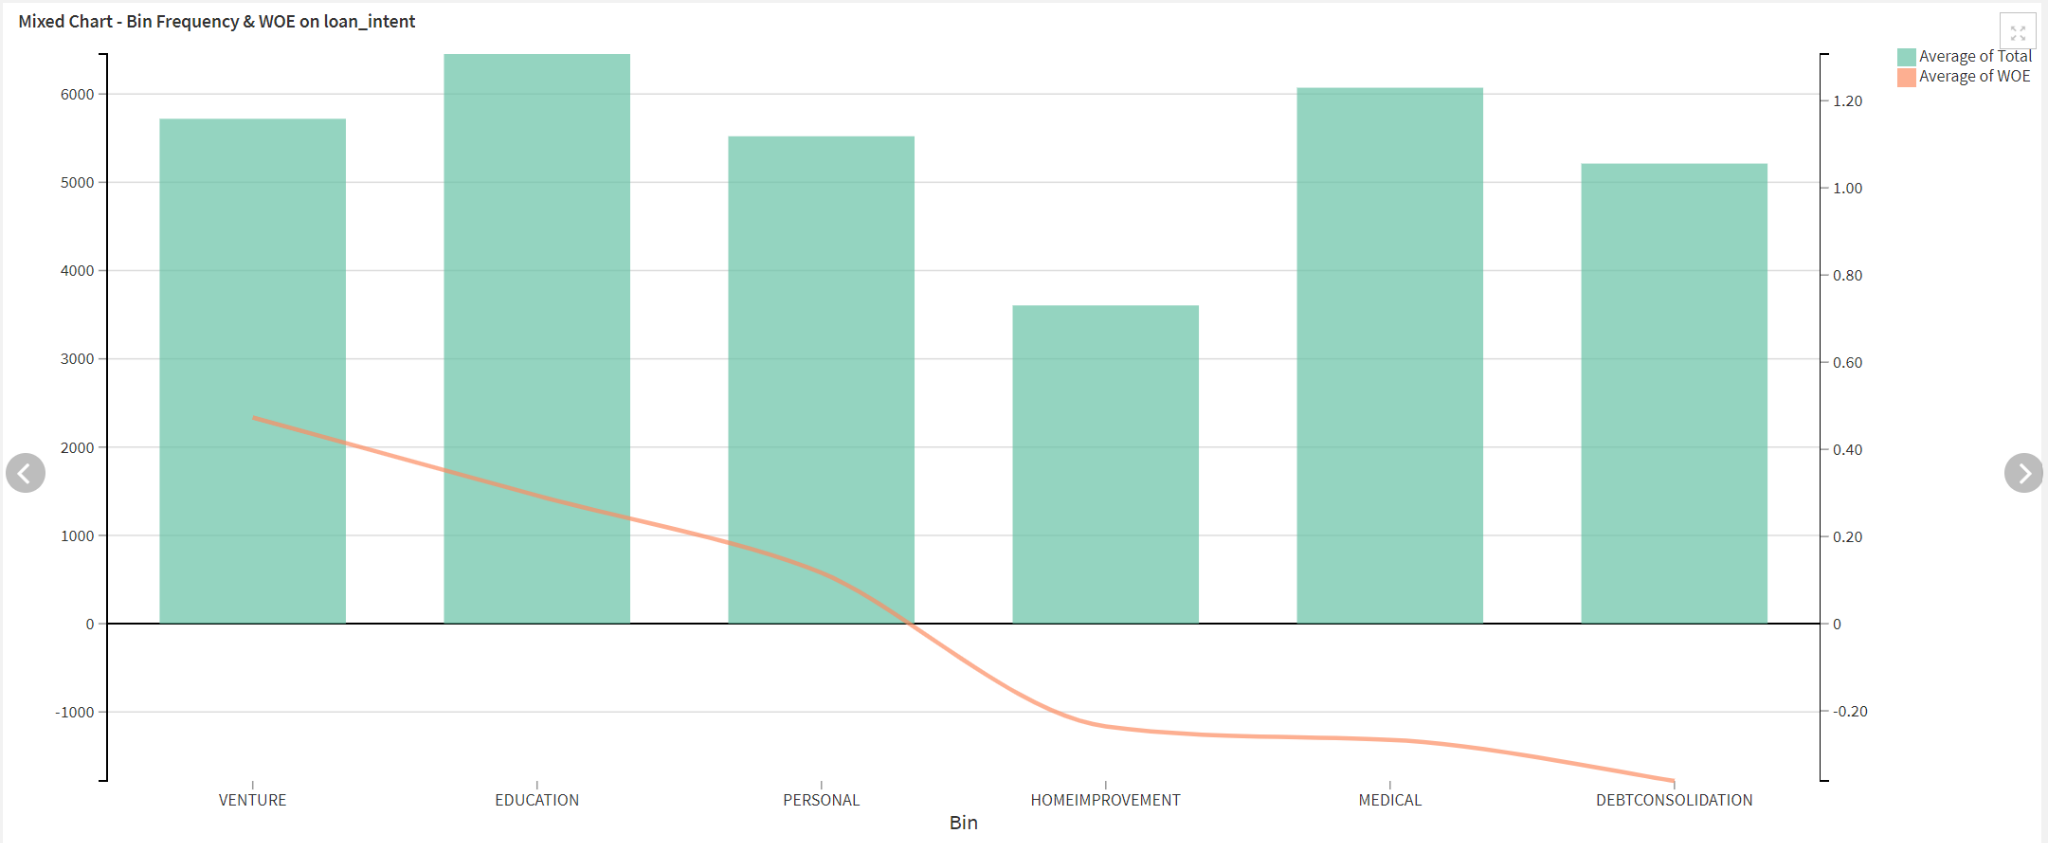 Mixed Chart - Bin Frequency & WOE on loan_intent
Average of Total
Average of WOE
6000
5000
4000
3000
2000
1000
0
-1000
1.20
1.00
0.80
0.60
0.40
0.20
0
-0.20
VENTURE
EDUCATION
PERSONAL
HOMEIMPROVEMENT
MEDICAL
DEBTCONSOLIDATION
Bin